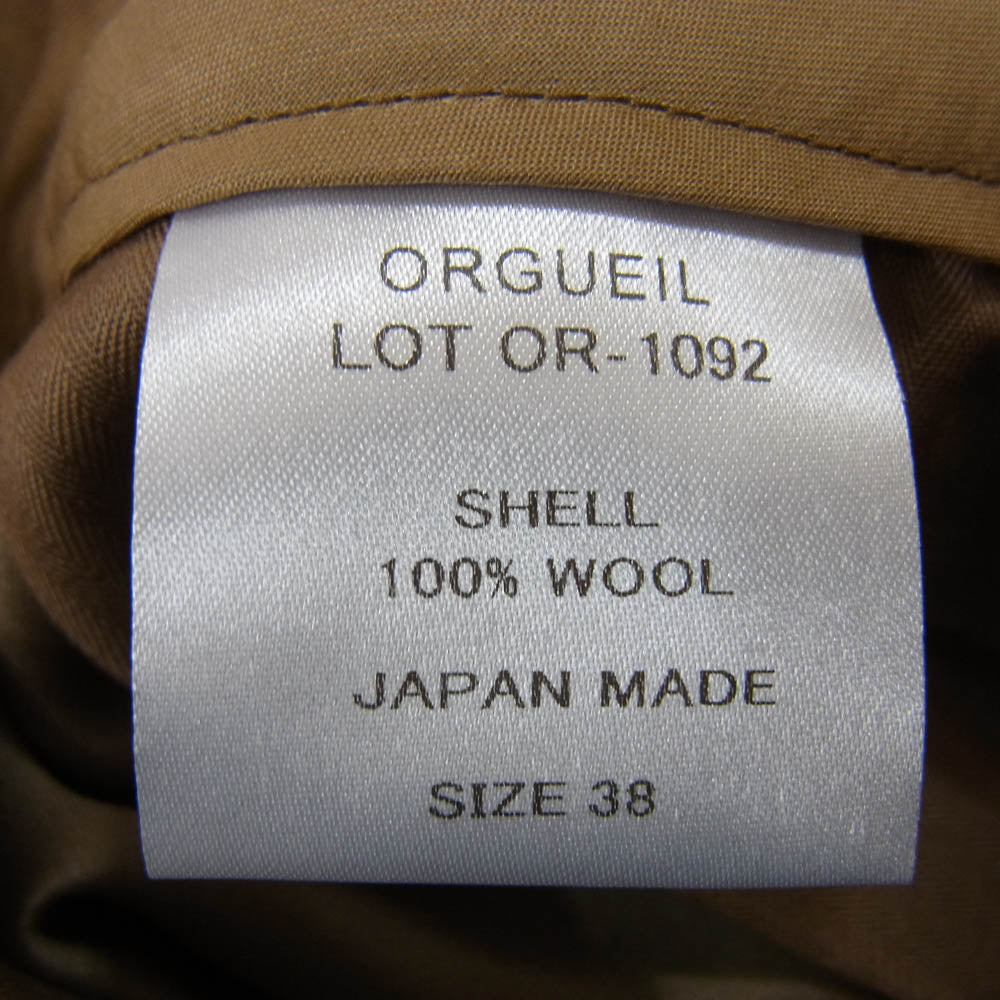 ORGUEIL
LOT OR-1092
SHELL
100% WOOL
JAPAN MADE
SIZE 38